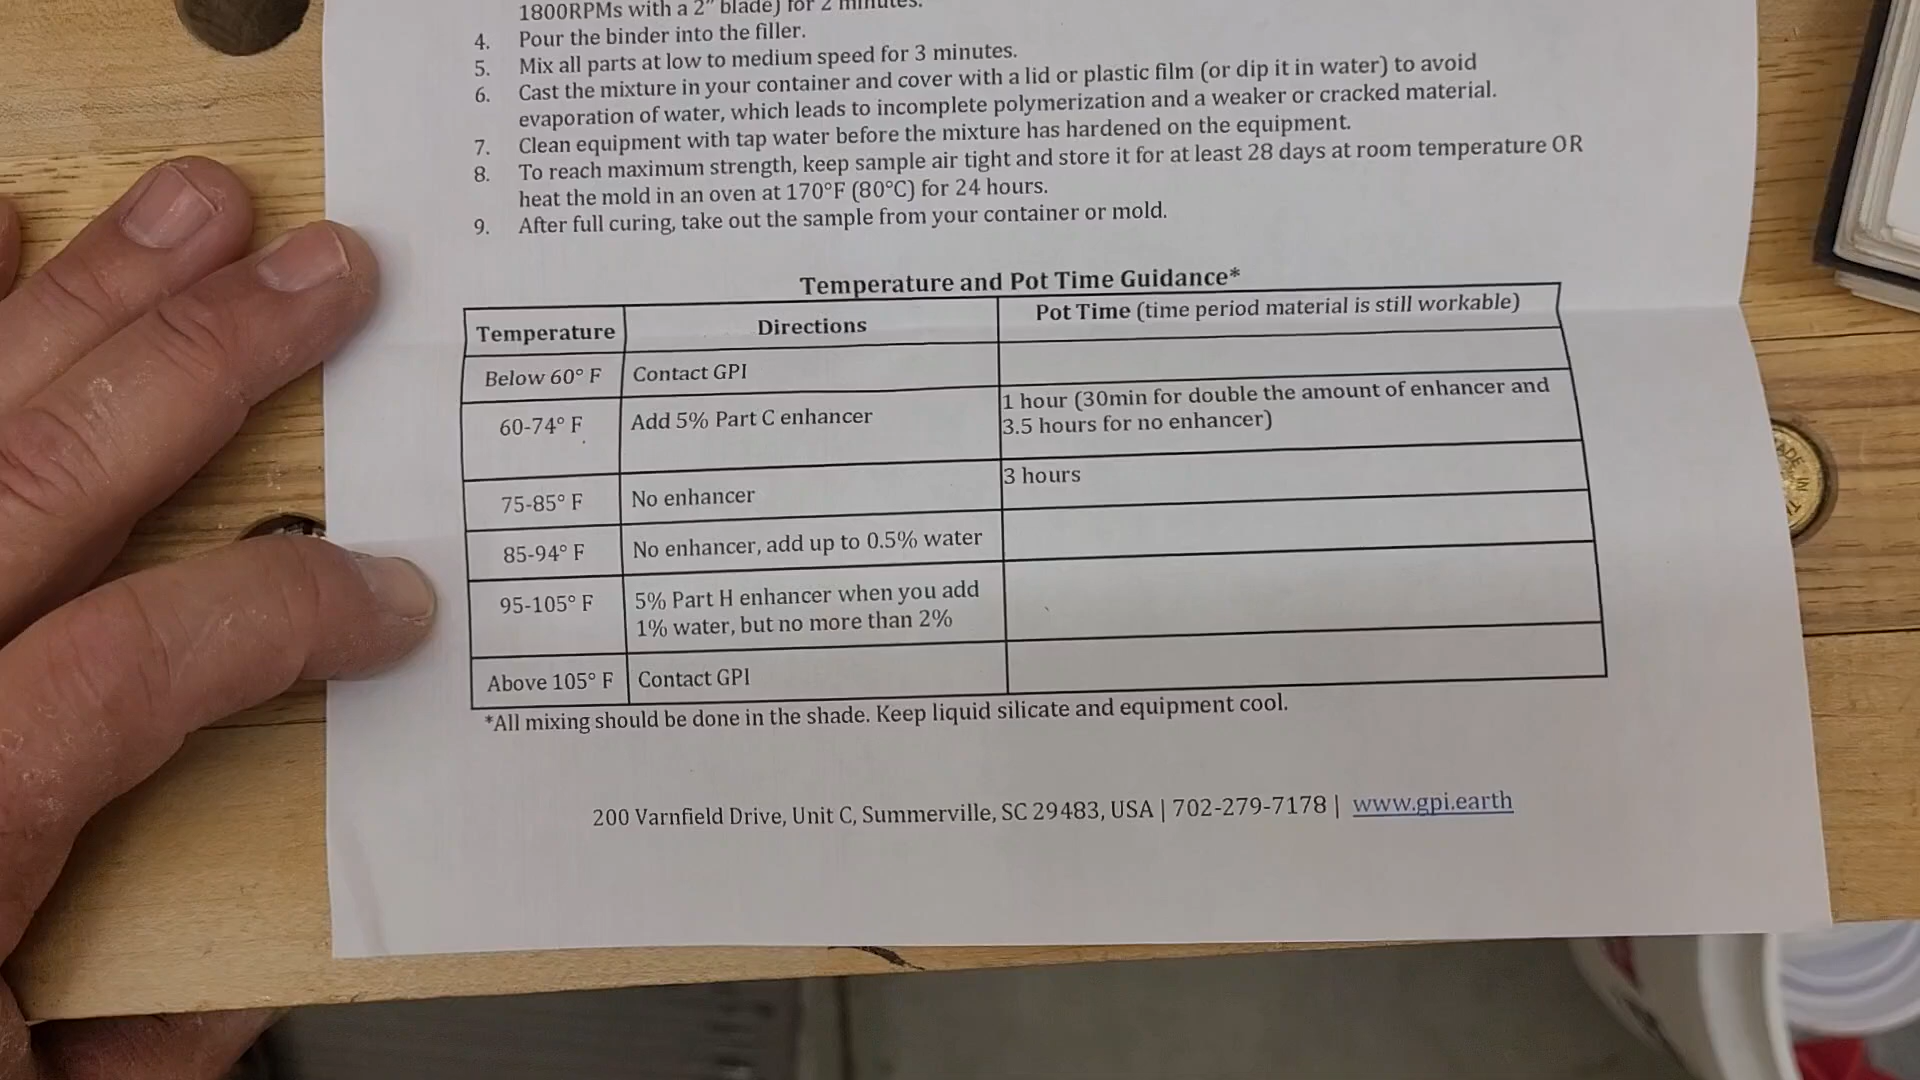 1800RPMs with a 2" blade) for 2 minutes.
4. Pour the binder into the filler.
5. Mix all parts at low to medium speed for 3 minutes.
6. Cast the mixture in your container and cover with a lid or plastic film (or dip it in water) to avoid
evaporation of water, which leads to incomplete polymerization and a weaker or cracked material.
7. Clean equipment with tap water before the mixture has hardened on the equipment.
8. To reach maximum strength, keep sample air tight and store it for at least 28 days at room temperature OR
heat the mold in an oven at 170°F (80°C) for 24 hours.
9. After full curing, take out the sample from your container or mold.
Temperature and Pot Time Guidance*
Temperature Directions Pot Time (time period material is still workable)
Below 60° F Contact GPI
60-74° F Add 5% Part C enhancer 1 hour (30min for double the amount of enhancer and
3.5 hours for no enhancer)
75-85° F No enhancer 3 hours
85-94° F No enhancer, add up to 0.5% water
95-105° F 5% Part H enhancer when you add
1% water, but no more than 2%
Above 105° F Contact GPI
*All mixing should be done in the shade. Keep liquid silicate and equipment cool.
200 Varnfield Drive, Unit C, Summerville, SC 29483, USA | 702-279-7178 | www.gpi.earth